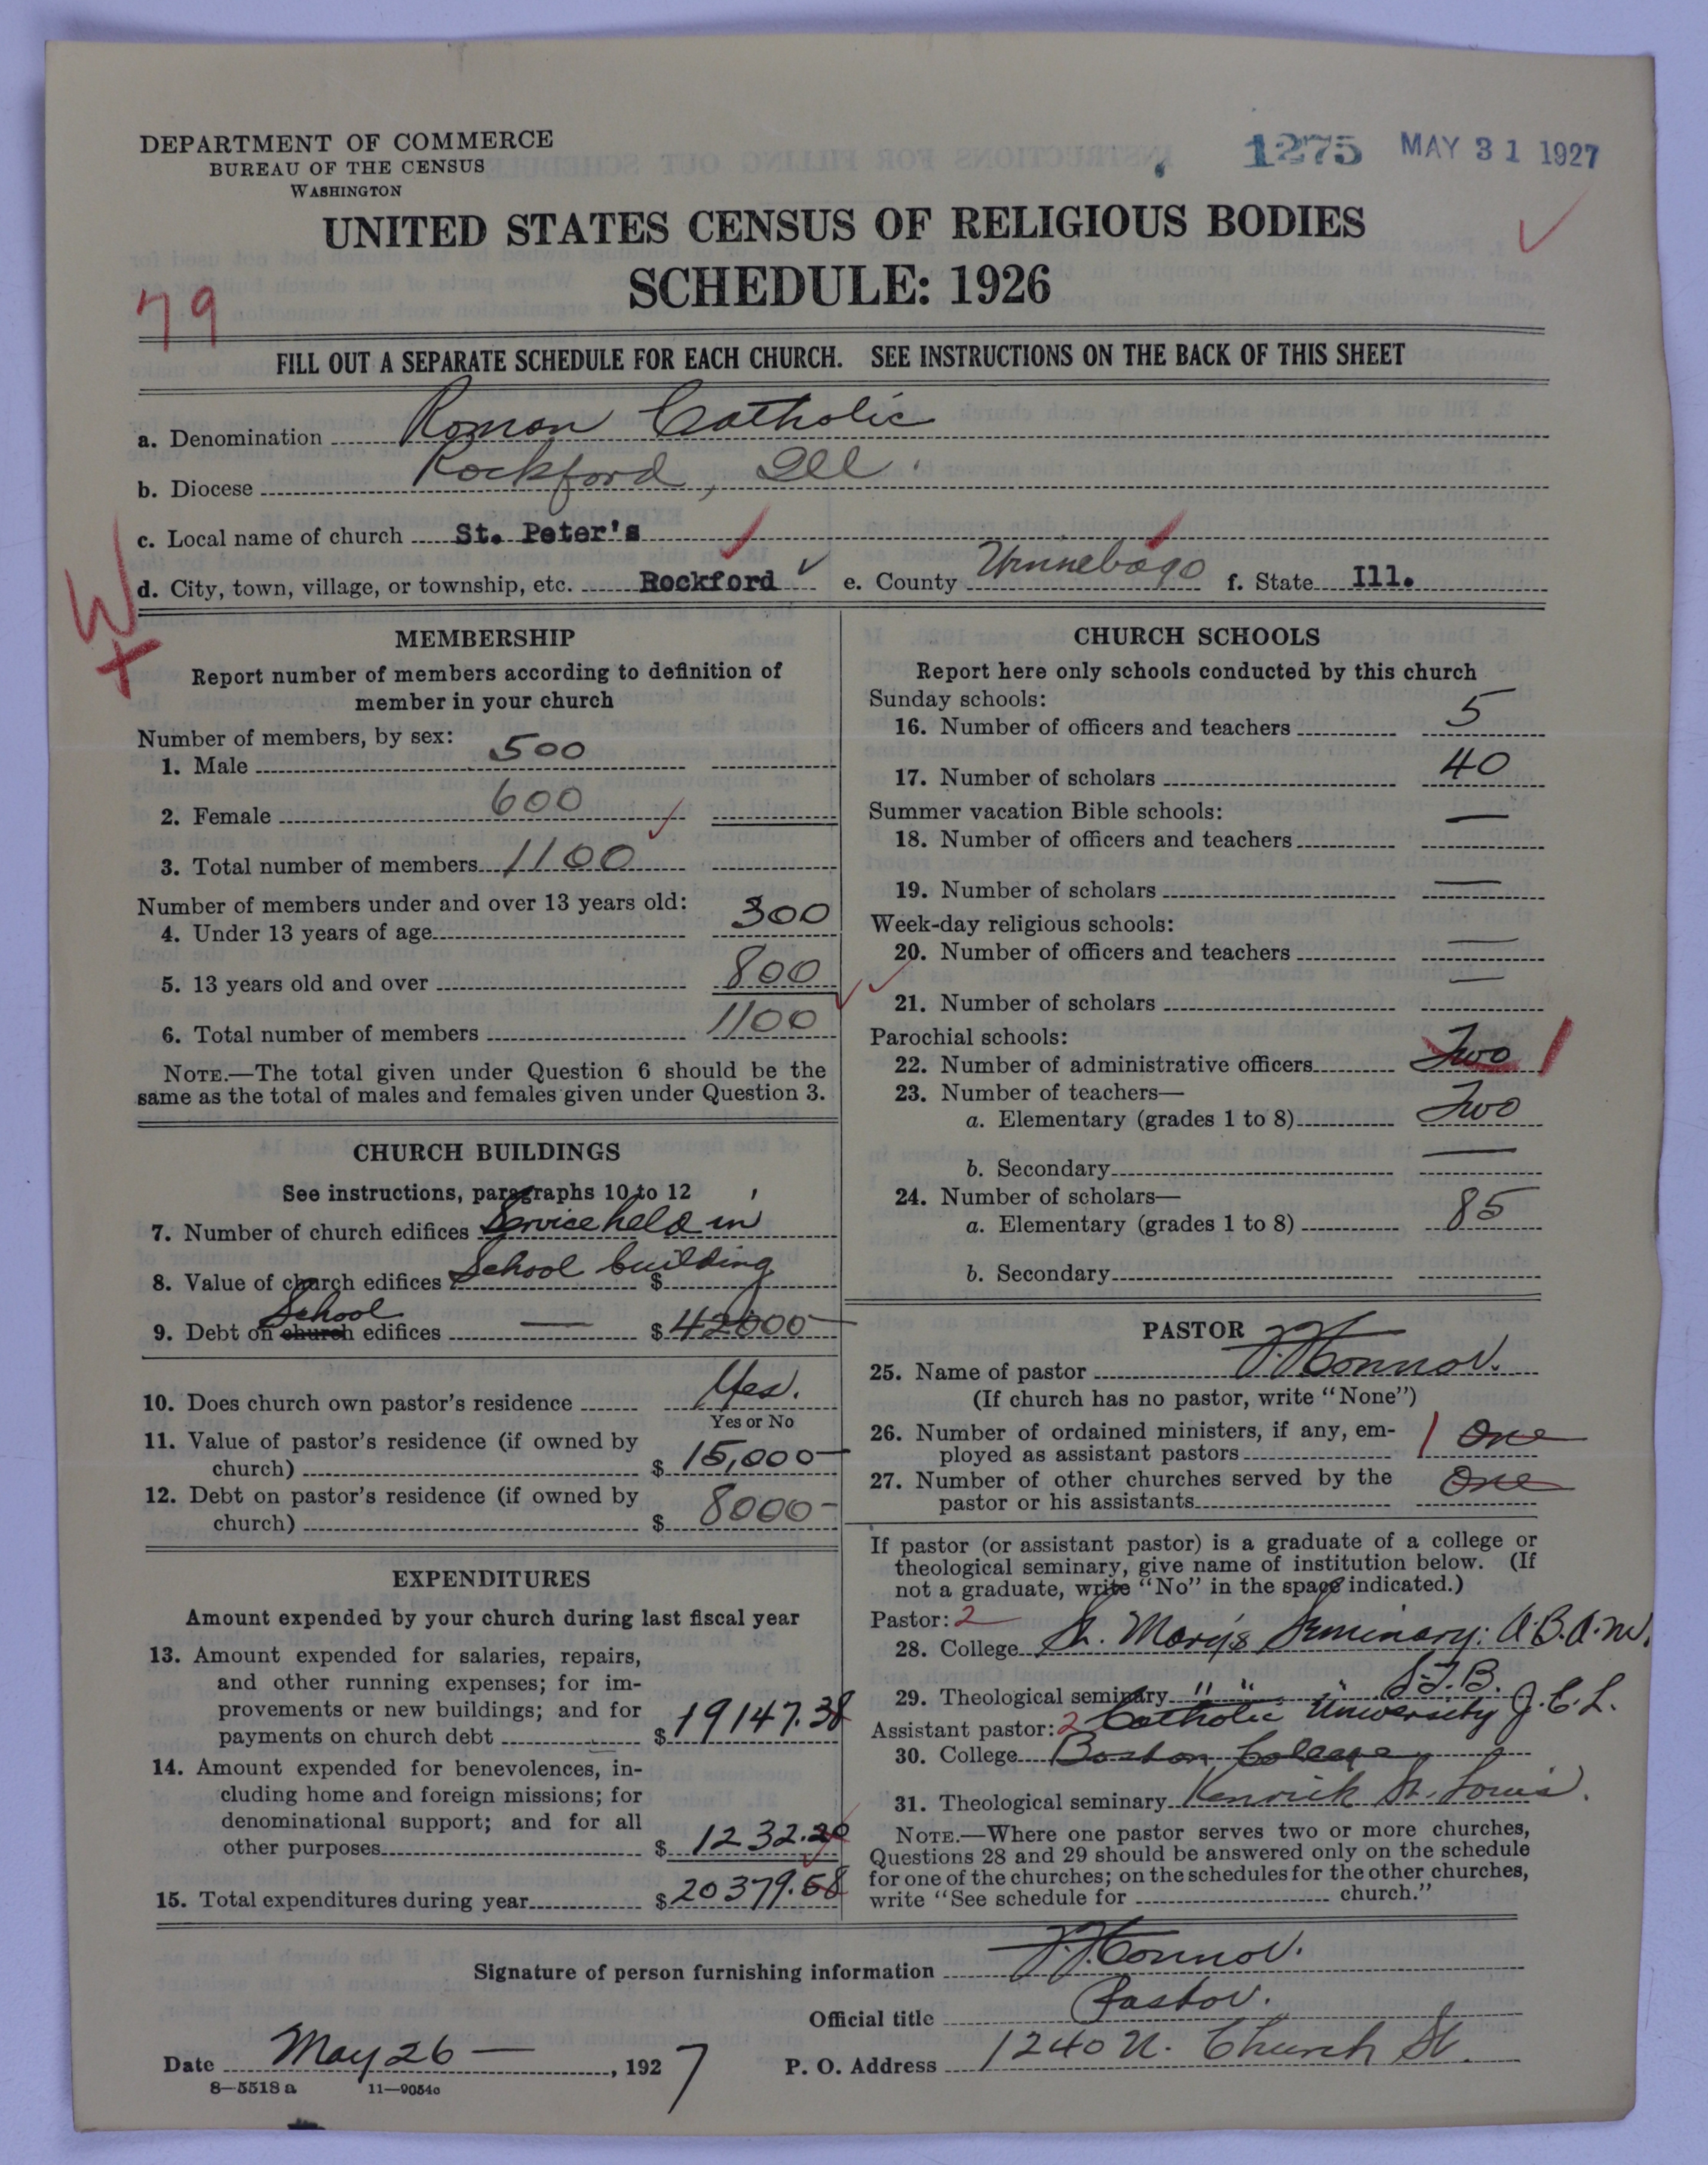 DEPARTMENT OF COMMERCE
BUREAU OF THE CENSUS
WASHINGTON
1275 MAY 31 1927
UNITED STATES CENSUS OF RELIGIOUS BODIES
SCHEDULE: 1926
79
FILL OUT A SEPARATE SCHEDULE FOR EACH CHURCH. SEE INSTRUCTIONS ON THE BACK OF THIS SHEET
a. Denomination Roman Catholic
b. Diocese Rockford, Ill.
c. Local name of church St. Peter's
d. City, town, village, or township, etc. Rockford e. County Winnebago f. State Ill.
W
X
MEMBERSHIP
Report number of members according to definition of
member in your church
Number of members, by sex:
1. Male 500
2. Female 600
3. Total number of members 1100
Number of members under and over 13 years old:
4. Under 13 years of age 300
5. 13 years old and over 800
6. Total number of members 1100
NOTE.—The total given under Question 6 should be the
same as the total of males and females given under Question 3.
CHURCH BUILDINGS
See instructions, paragraphs 10 to 12
7. Number of church edifices Service held in
8. Value of church edifices School building $
School
9. Debt on church edifices — $ 42000—
10. Does church own pastor's residence Yes.
Yes or No
11. Value of pastor's residence (if owned by
church) $ 15,000—
12. Debt on pastor's residence (if owned by
church) $ 8000-
EXPENDITURES
Amount expended by your church during last fiscal year
13. Amount expended for salaries, repairs,
and other running expenses; for im-
provements or new buildings; and for
payments on church debt $ 19147.38
14. Amount expended for benevolences, in-
cluding home and foreign missions; for
denominational support; and for all
other purposes $ 1232.20
15. Total expenditures during year $ 20379.58
CHURCH SCHOOLS
Report here only schools conducted by this church
Sunday schools:
16. Number of officers and teachers 5
17. Number of scholars 40
Summer vacation Bible schools:
18. Number of officers and teachers —
19. Number of scholars —
Week-day religious schools:
20. Number of officers and teachers —
21. Number of scholars —
Parochial schools:
22. Number of administrative officers Two 1
23. Number of teachers—
a. Elementary (grades 1 to 8) Two
b. Secondary —
24. Number of scholars—
a. Elementary (grades 1 to 8) 85
b. Secondary
PASTOR
25. Name of pastor Connor.
(If church has no pastor, write "None")
26. Number of ordained ministers, if any, em-
ployed as assistant pastors 1 One
27. Number of other churches served by the
pastor or his assistants One
If pastor (or assistant pastor) is a graduate of a college or
theological seminary, give name of institution below. (If
not a graduate, write "No" in the space indicated.)
Pastor: 2
28. College St. Mary's Seminary: A.B. A.M.
29. Theological seminary " " " S.T.B.
Assistant pastor: 2 Catholic University J.C.L.
30. College Boston College
31. Theological seminary Kenrick St. Louis.
NOTE.—Where one pastor serves two or more churches,
Questions 28 and 29 should be answered only on the schedule
for one of the churches; on the schedules for the other churches,
write "See schedule for church."
Signature of person furnishing information Connor.
Official title Pastor.
Date May 26 — , 1927 P. O. Address 1240 N. Church St.
8—5518 a 11—9054c